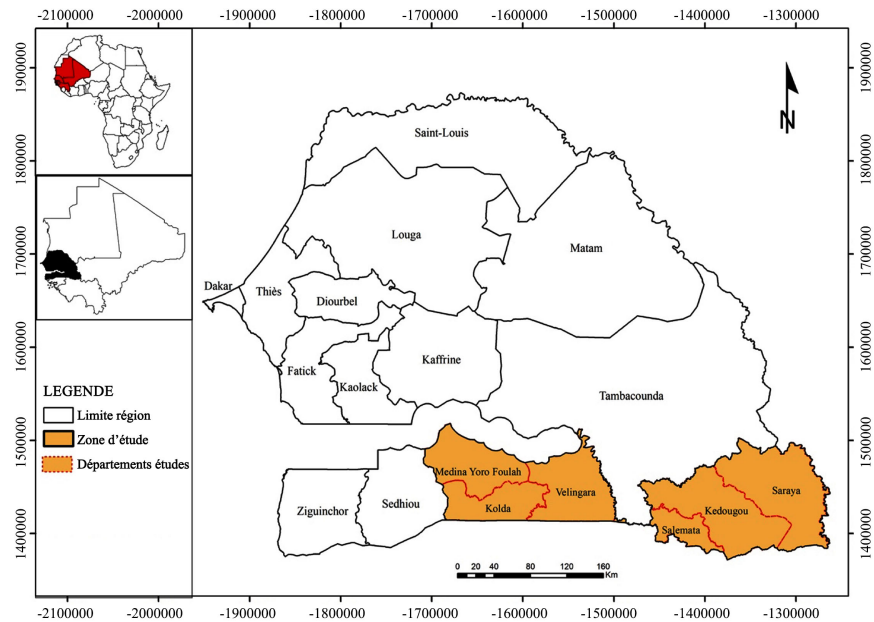 -2100000 -2000000 -1900000 -1800000 -1700000 -1600000 -1500000 -1400000 -1300000
1900000
1800000
1700000
1600000
1500000
1400000
N
Saint-Louis
Louga
Matam
Dakar
Thiès
Diourbel
Fatick
Kaolack
Kaffrine
Tambacounda
LEGENDE
Limite région
Zone d'étude
Départements études
Medina Yoro Foulah
Velingara
Kolda
Ziguinchor
Sedhiou
Saraya
Kedougou
Salemata
0 20 40 80 120 160
Km
1900000
1800000
1700000
1600000
1500000
1400000
-2100000 -2000000 -1900000 -1800000 -1700000 -1600000 -1500000 -1400000 -1300000